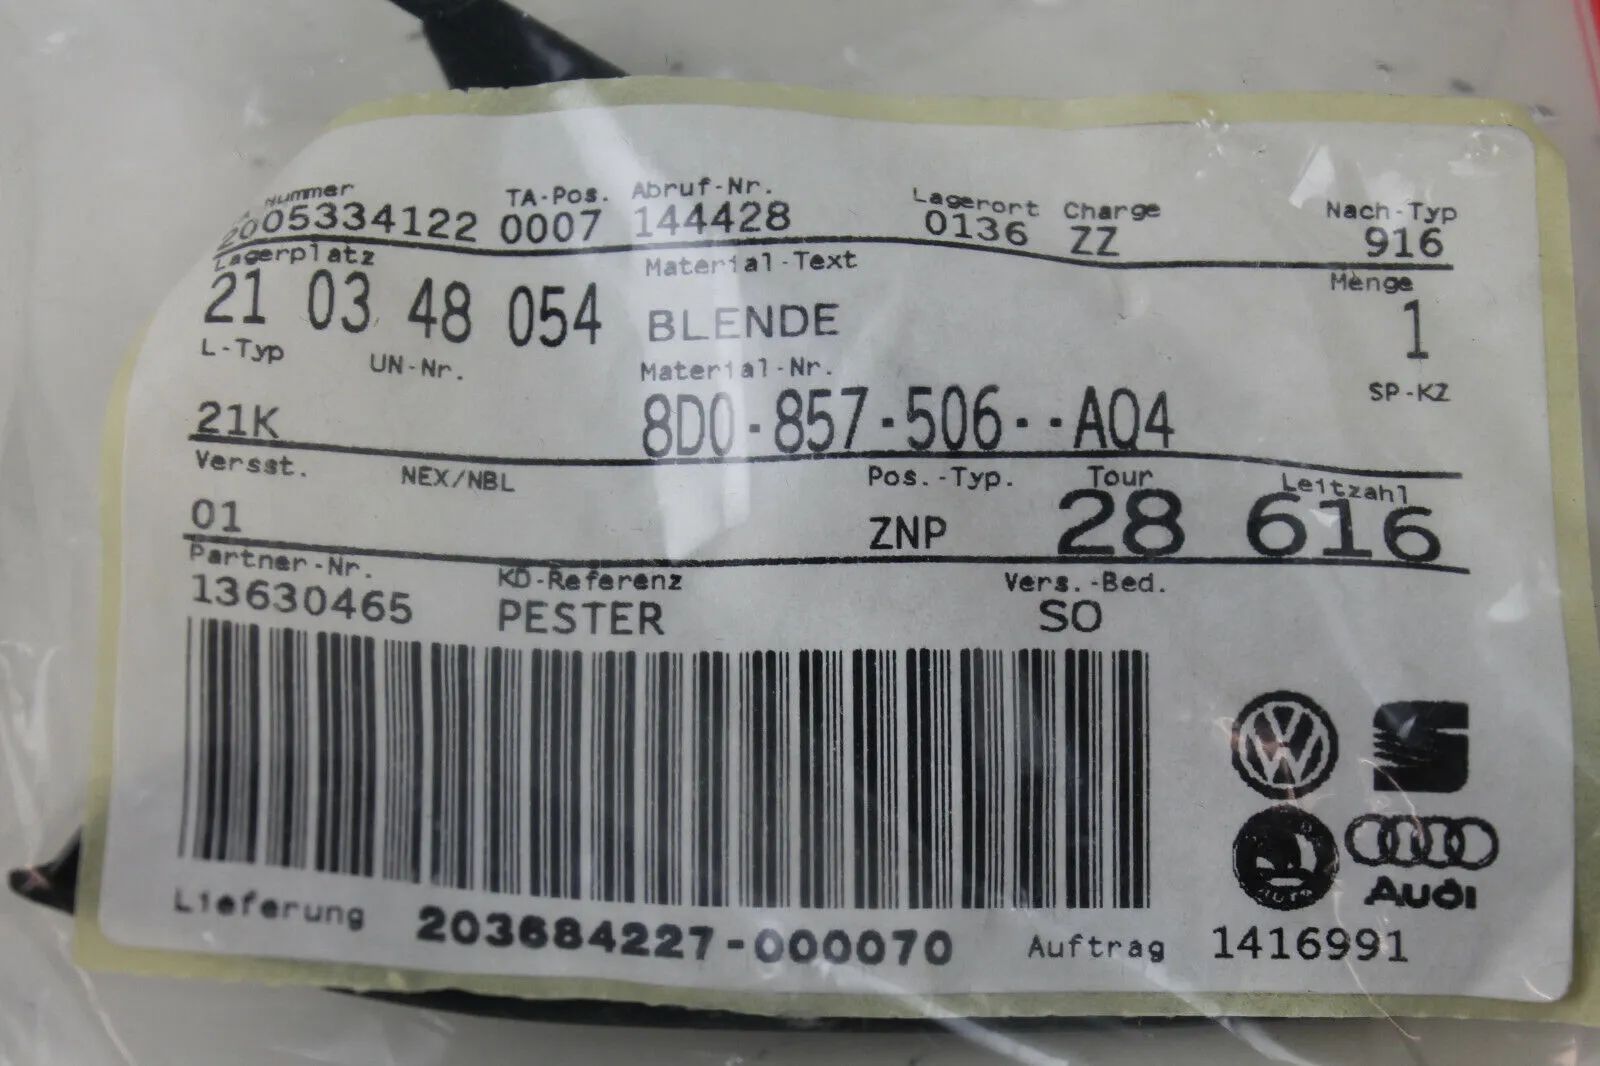 Nummer TA-Pos. Abruf-Nr. Lagerort Charge Nach-Typ
2005334122 0007 144428 0136 ZZ 916
Lagerplatz Material-Text Menge
21 03 48 054 BLENDE 1
L-Typ UN-Nr. Material-Nr. SP-KZ
21K 8D0-857-506--AQ4
Versst. NEX/NBL Pos.-Typ. Tour Leitzahl
01 ZNP 28 616
Partner-Nr. KD-Referenz Vers.-Bed.
13630465 PESTER SO
Lieferung 203684227-000070 Auftrag 1416991
Audi